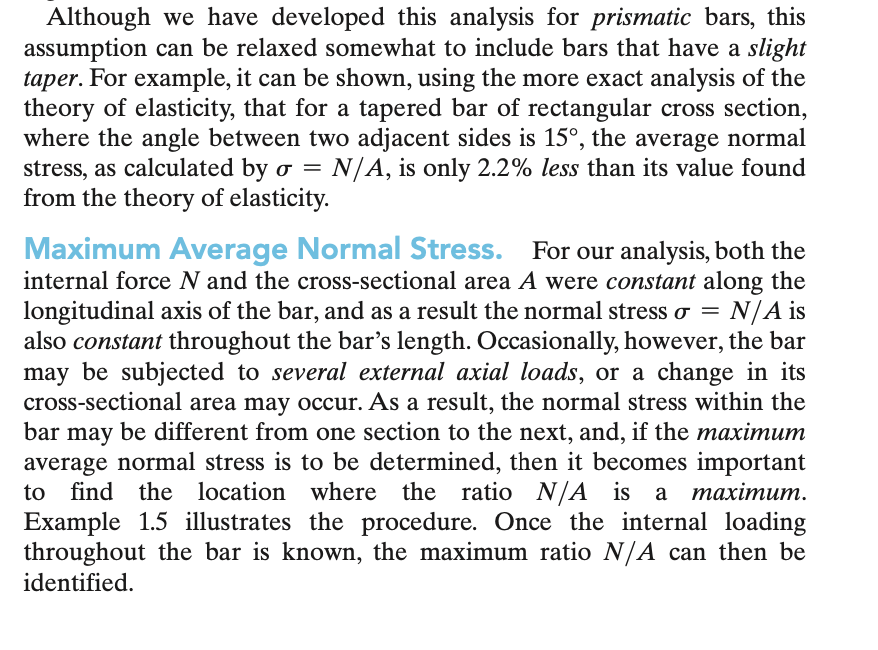 Although we have developed this analysis for prismatic bars, this
assumption can be relaxed somewhat to include bars that have a slight
taper. For example, it can be shown, using the more exact analysis of the
theory of elasticity, that for a tapered bar of rectangular cross section,
where the angle between two adjacent sides is 15°, the average normal
stress, as calculated by σ = N/A, is only 2.2% less than its value found
from the theory of elasticity.
Maximum Average Normal Stress. For our analysis, both the
internal force N and the cross-sectional area A were constant along the
longitudinal axis of the bar, and as a result the normal stress σ = N/A is
also constant throughout the bar’s length. Occasionally, however, the bar
may be subjected to several external axial loads, or a change in its
cross-sectional area may occur. As a result, the normal stress within the
bar may be different from one section to the next, and, if the maximum
average normal stress is to be determined, then it becomes important
to find the location where the ratio N/A is a maximum.
Example 1.5 illustrates the procedure. Once the internal loading
throughout the bar is known, the maximum ratio N/A can then be
identified.